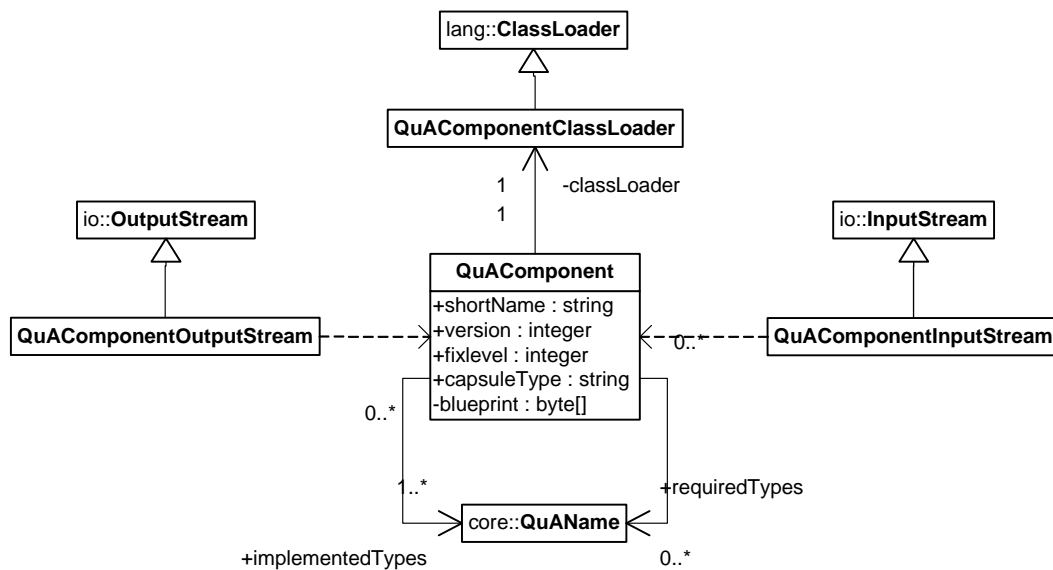 lang::ClassLoader
QuAComponentClassLoader
1
-classLoader
1
io::OutputStream
io::InputStream
QuAComponent
+shortName : string
QuAComponentOutputStream
+version : integer
0..*
QuAComponentInputStream
+fixlevel : integer
+capsuleType : string
0..*
-blueprint : byte[]
1..*
+requiredTypes
core::QuAName
+implementedTypes
0..*